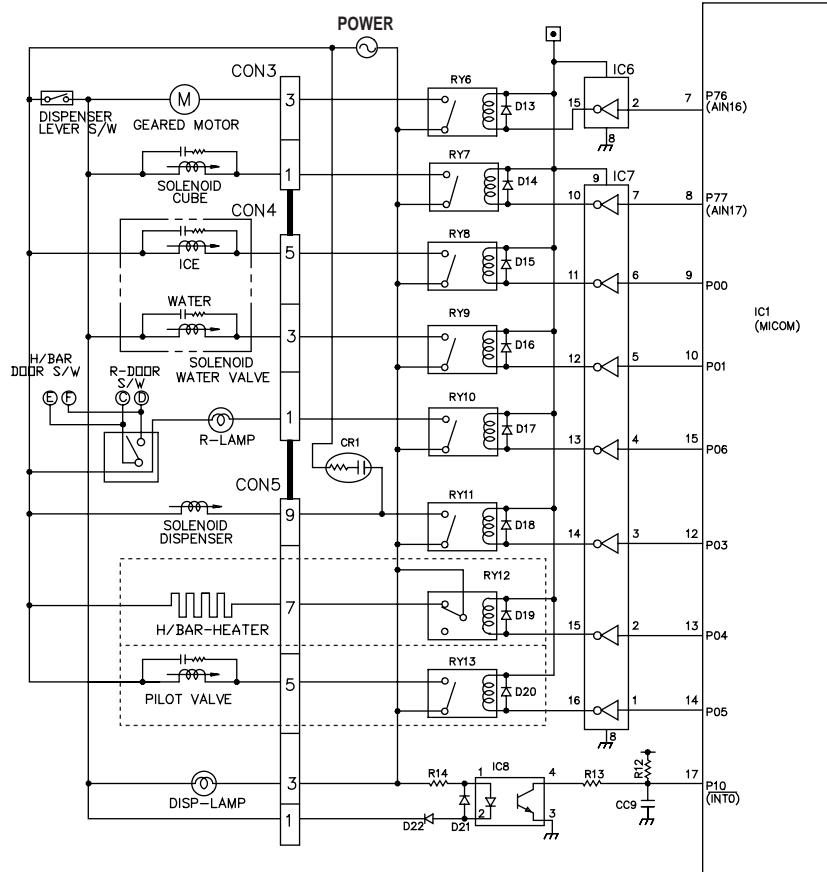 POWER
CON3
RY6
IC6
3
M
D13
15
2
7
P76
(AIN16)
DISPENSER
LEVER S/W
GEARED MOTOR
8
RY7
9
IC7
1
SOLENOID
CUBE
D14
10
7
8
P77
(AIN17)
CON4
RY8
5
ICE
D15
11
6
9
P00
WATER
RY9
IC1
(MICOM)
3
D16
12
5
10
P01
SOLENOID
WATER VALVE
H/BAR
DOOR S/W
R-DOOR
S/W
E
F
C
D
RY10
1
R-LAMP
D17
13
4
15
P06
CR1
CON5
RY11
9
SOLENOID
DISPENSER
D18
14
3
12
P03
RY12
7
H/BAR-HEATER
D19
15
2
13
P04
RY13
5
PILOT VALVE
D20
16
1
14
P05
8
R12
3
DISP-LAMP
R14
1
IC8
4
R13
17
P10
(INT0)
CC9
1
D22
D21
2
3